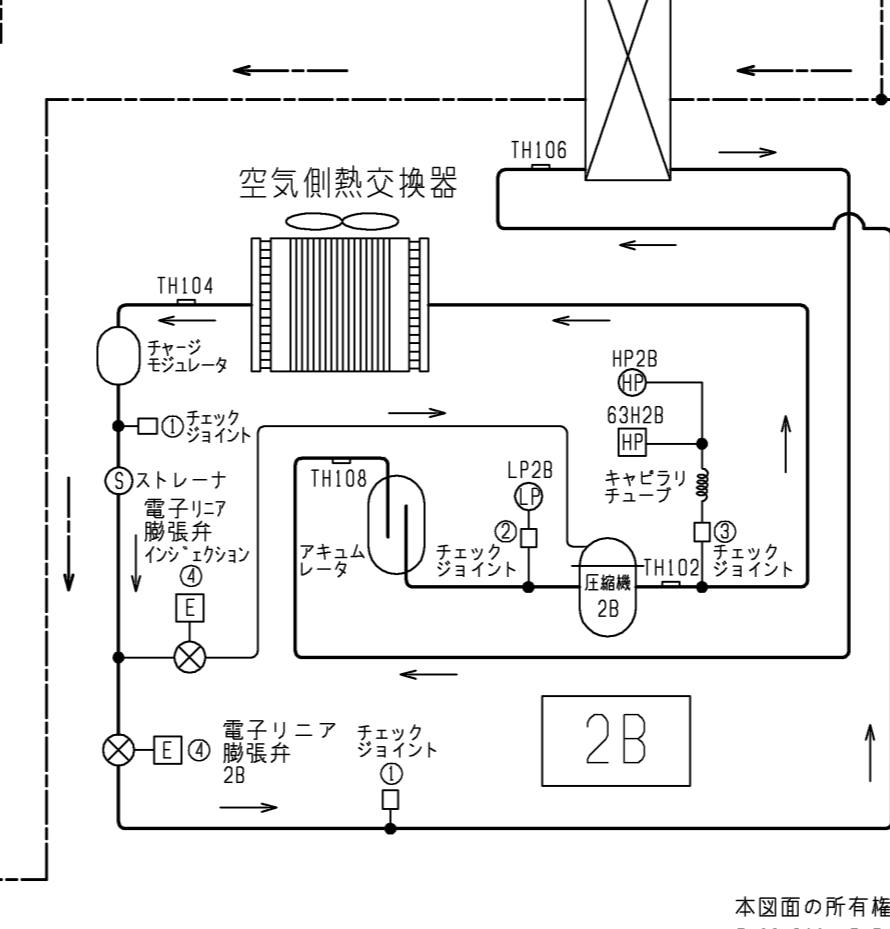 TH106
空気側熱交換器
TH104
チャージ
モジュレータ
HP2B
HP
63H2B
HP
① チェック
ジョイント
S ストレーナ
TH108
LP2B
LP
キャピラリ
チューブ
電子リニア
膨張弁
インジェクション
④
E
アキュム
レータ
②
チェック
ジョイント
圧縮機
2B
TH102
③
チェック
ジョイント
E ④
電子リニア
膨張弁
2B
チェック
ジョイント
①
2B
本図面の所有権